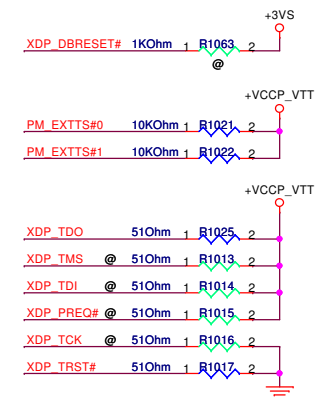 +3VS
XDP_DBRESET# 1KOhm 1 R1063 2
@
+VCCP_VTT
PM_EXTTS#0 10KOhm 1 R1021 2
PM_EXTTS#1 10KOhm 1 R1022 2
+VCCP_VTT
XDP_TDO 51Ohm 1 R1025 2
XDP_TMS @ 51Ohm 1 R1013 2
XDP_TDI @ 51Ohm 1 R1014 2
XDP_PREQ# @ 51Ohm 1 R1015 2
XDP_TCK @ 51Ohm 1 R1016 2
XDP_TRST# 51Ohm 1 R1017 2